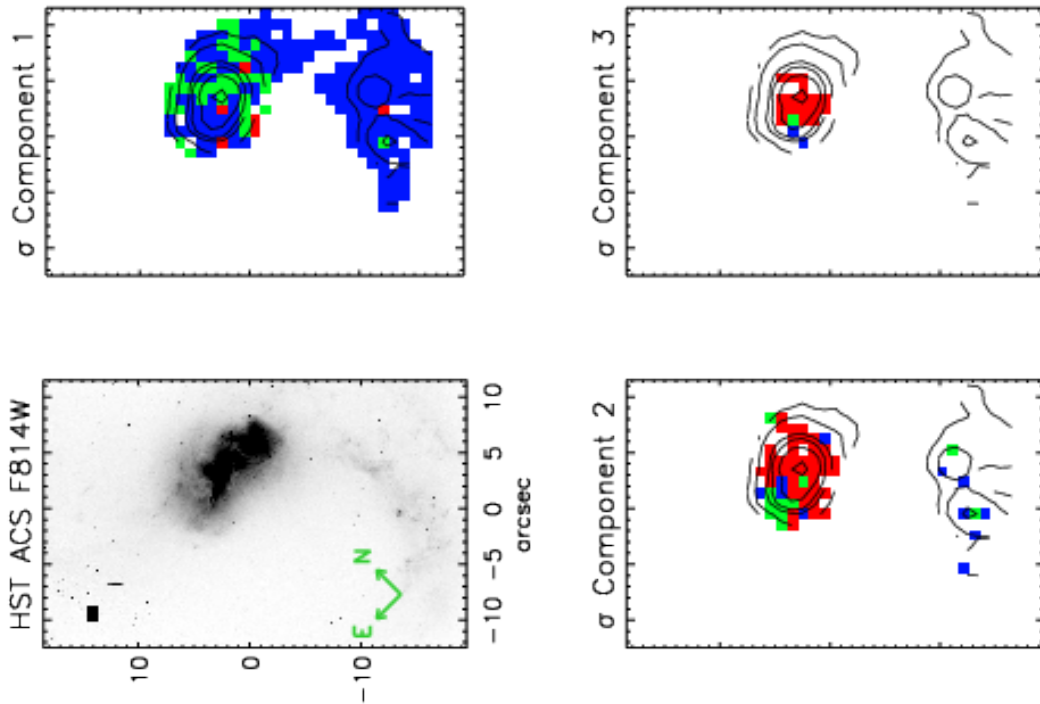 HST ACS F814W
σ Component 1
10
0
-10
E N
-10 -5 0 5 10
arcsec
σ Component 2
σ Component 3